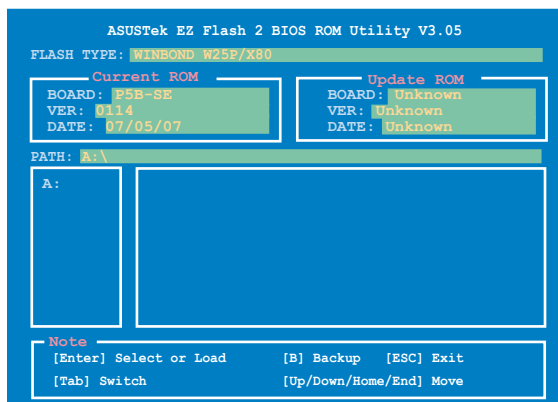 ASUSTek EZ Flash 2 BIOS ROM Utility V3.05
FLASH TYPE: WINBOND W25P/X80
Current ROM
BOARD: P5B-SE
VER: 0114
DATE: 07/05/07
Update ROM
BOARD: Unknown
VER: Unknown
DATE: Unknown
PATH: A:\
A:
Note
[Enter] Select or Load [B] Backup [ESC] Exit
[Tab] Switch [Up/Down/Home/End] Move